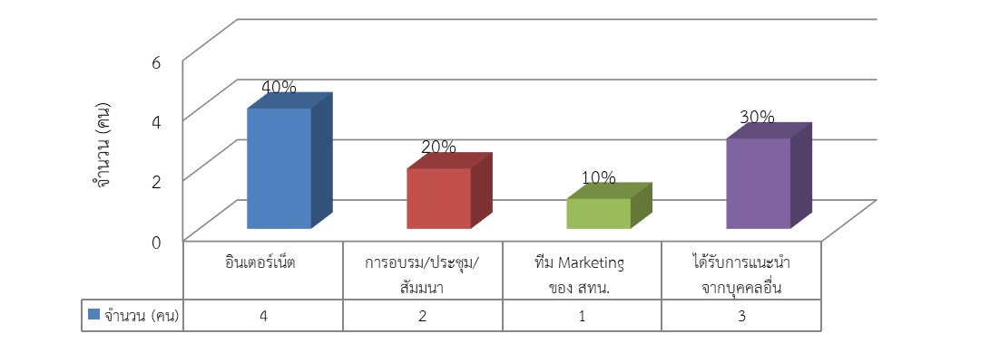 จำนวน (คน)
6
4
2
0
40%
20%
10%
30%
อินเตอร์เน็ต
การอบรม/ประชุม/
สัมมนา
ทีม Marketing
ของ สทน.
ได้รับการแนะนำ
จากบุคคลอื่น
จำนวน (คน)
4
2
1
3